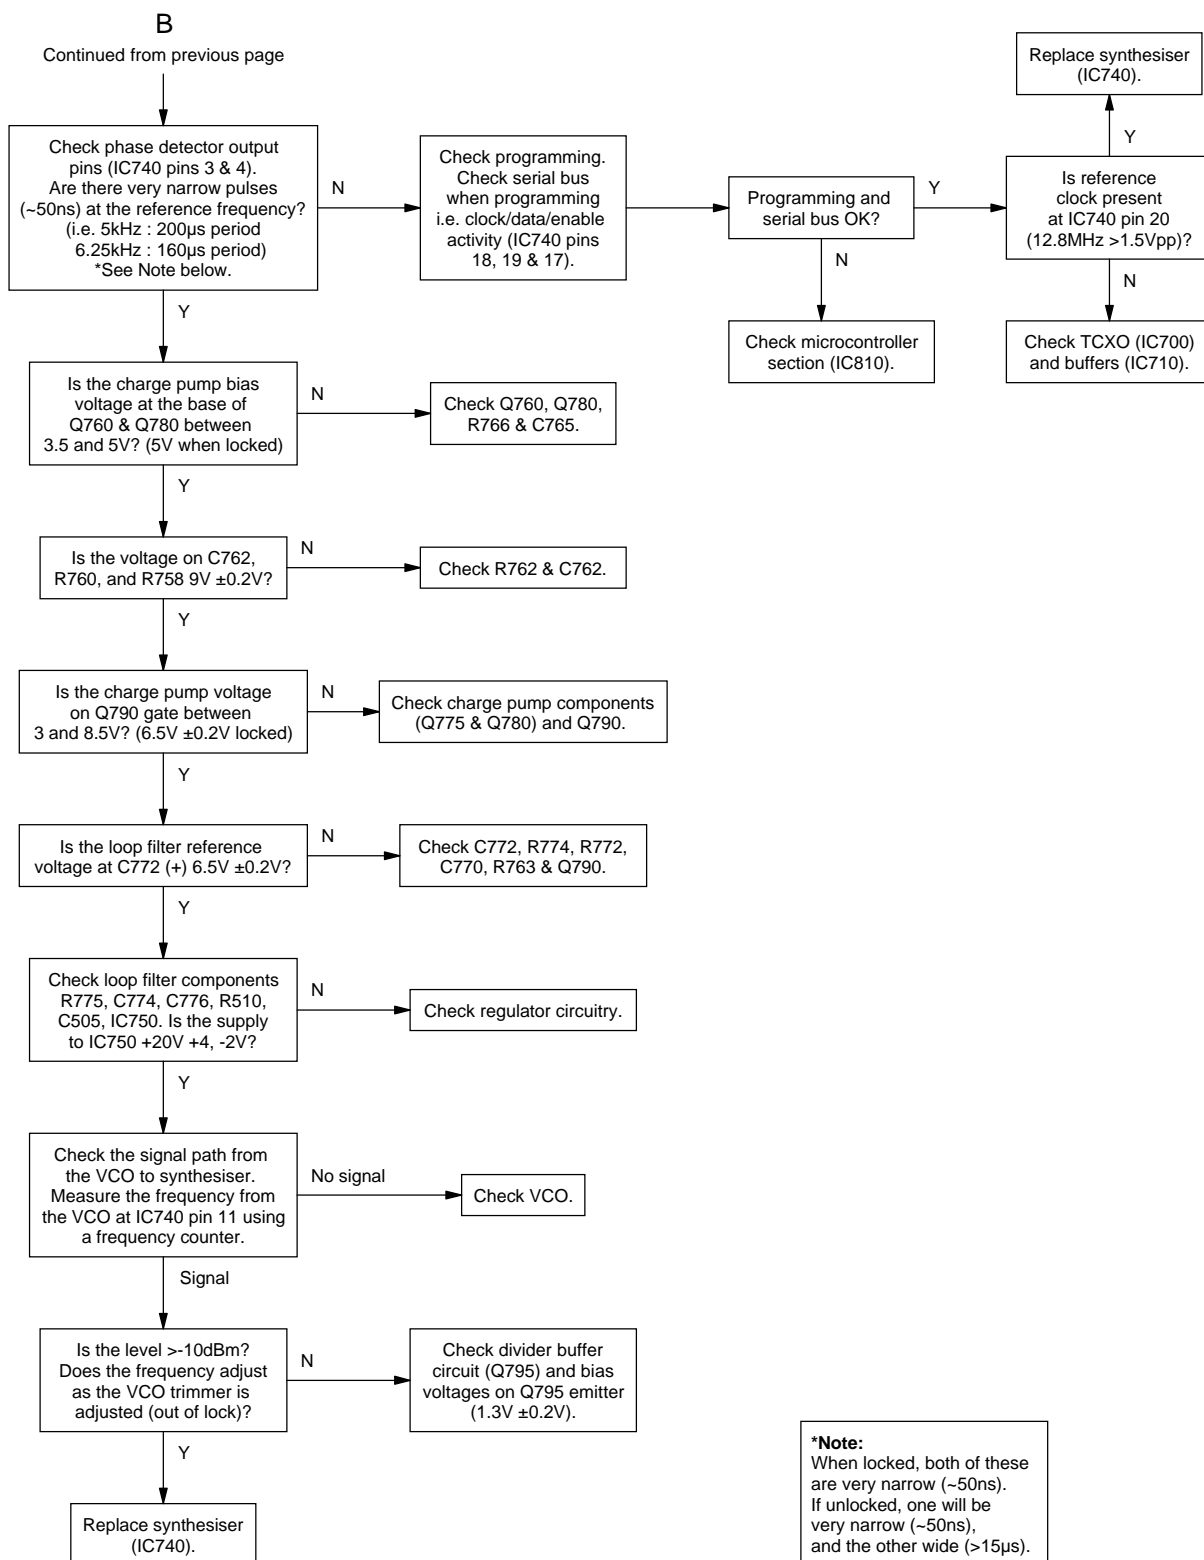 B
Continued from previous page
Check phase detector output
pins (IC740 pins 3 & 4).
Are there very narrow pulses
(~50ns) at the reference frequency?
(i.e. 5kHz : 200µs period
6.25kHz : 160µs period)
*See Note below.
N
Check programming.
Check serial bus
when programming
i.e. clock/data/enable
activity (IC740 pins
18, 19 & 17).
Programming and
serial bus OK?
Y
Is reference
clock present
at IC740 pin 20
(12.8MHz >1.5Vpp)?
Y
Replace synthesiser
(IC740).
N
Check TCXO (IC700)
and buffers (IC710).
N
Check microcontroller
section (IC810).
Y
Is the charge pump bias
voltage at the base of
Q760 & Q780 between
3.5 and 5V? (5V when locked)
N
Check Q760, Q780,
R766 & C765.
Y
Is the voltage on C762,
R760, and R758 9V ±0.2V?
N
Check R762 & C762.
Y
Is the charge pump voltage
on Q790 gate between
3 and 8.5V? (6.5V ±0.2V locked)
N
Check charge pump components
(Q775 & Q780) and Q790.
Y
Is the loop filter reference
voltage at C772 (+) 6.5V ±0.2V?
N
Check C772, R774, R772,
C770, R763 & Q790.
Y
Check loop filter components
R775, C774, C776, R510,
C505, IC750. Is the supply
to IC750 +20V +4, -2V?
N
Check regulator circuitry.
Y
Check the signal path from
the VCO to synthesiser.
Measure the frequency from
the VCO at IC740 pin 11 using
a frequency counter.
No signal
Check VCO.
Signal
Is the level >-10dBm?
Does the frequency adjust
as the VCO trimmer is
adjusted (out of lock)?
N
Check divider buffer
circuit (Q795) and bias
voltages on Q795 emitter
(1.3V ±0.2V).
Y
Replace synthesiser
(IC740).
*Note:
When locked, both of these
are very narrow (~50ns).
If unlocked, one will be
very narrow (~50ns),
and the other wide (>15µs).